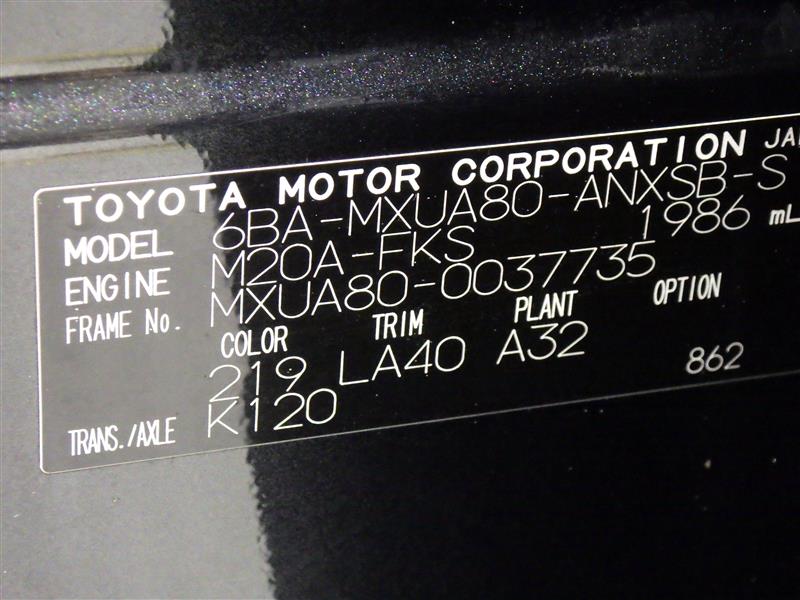 TOYOTA MOTOR CORPORATION JAP
MODEL 6BA-MXUA80-ANXSB-S
ENGINE M20A-FKS 1986 mL
FRAME No. MXUA80-0037735
COLOR TRIM PLANT OPTION
219 LA40 A32 862
TRANS./AXLE K120